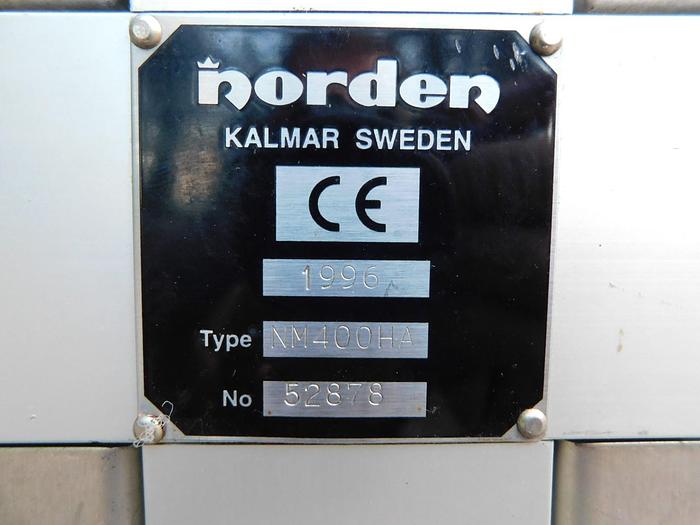 norden
KALMAR SWEDEN
CE
1996
Type NM400HA
No 52878